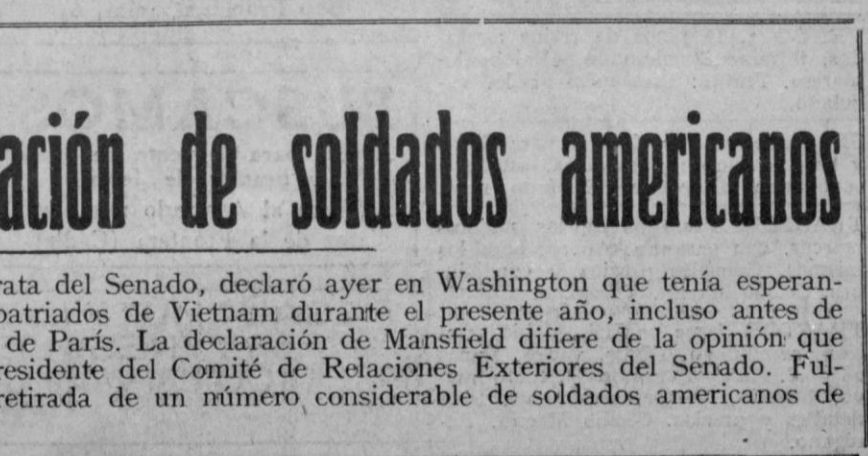 ación de soldados americanos
rata del Senado, declaró ayer en Washington que tenía esperan-
patriados de Vietnam durante el presente año, incluso antes de
de París. La declaración de Mansfield difiere de la opinión que
residente del Comité de Relaciones Exteriores del Senado. Ful-
retirada de un número considerable de soldados americanos de